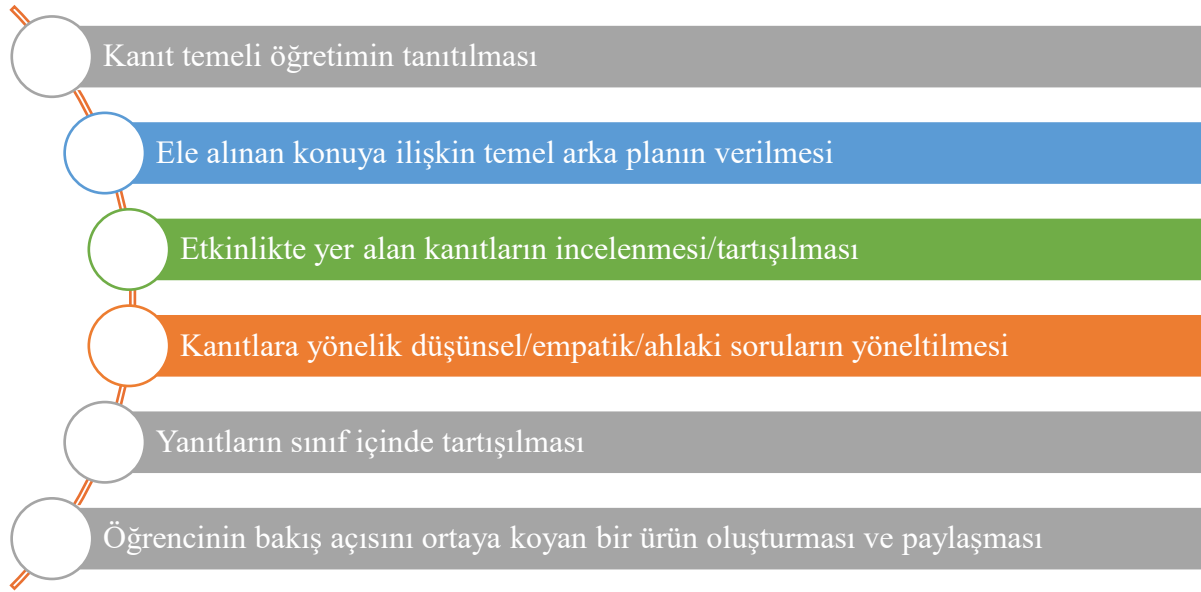 Kanıt temeli öğretimin tanıtılması
Ele alınan konuya ilişkin temel arka planın verilmesi
Etkinlikte yer alan kanıtların incelenmesi/tartışılması
Kanıtlara yönelik düşünsel/empatik/ahlaki soruların yöneltilmesi
Yanıtların sınıf içinde tartışılması
Öğrencinin bakış açısını ortaya koyan bir ürün oluşturması ve paylaşması